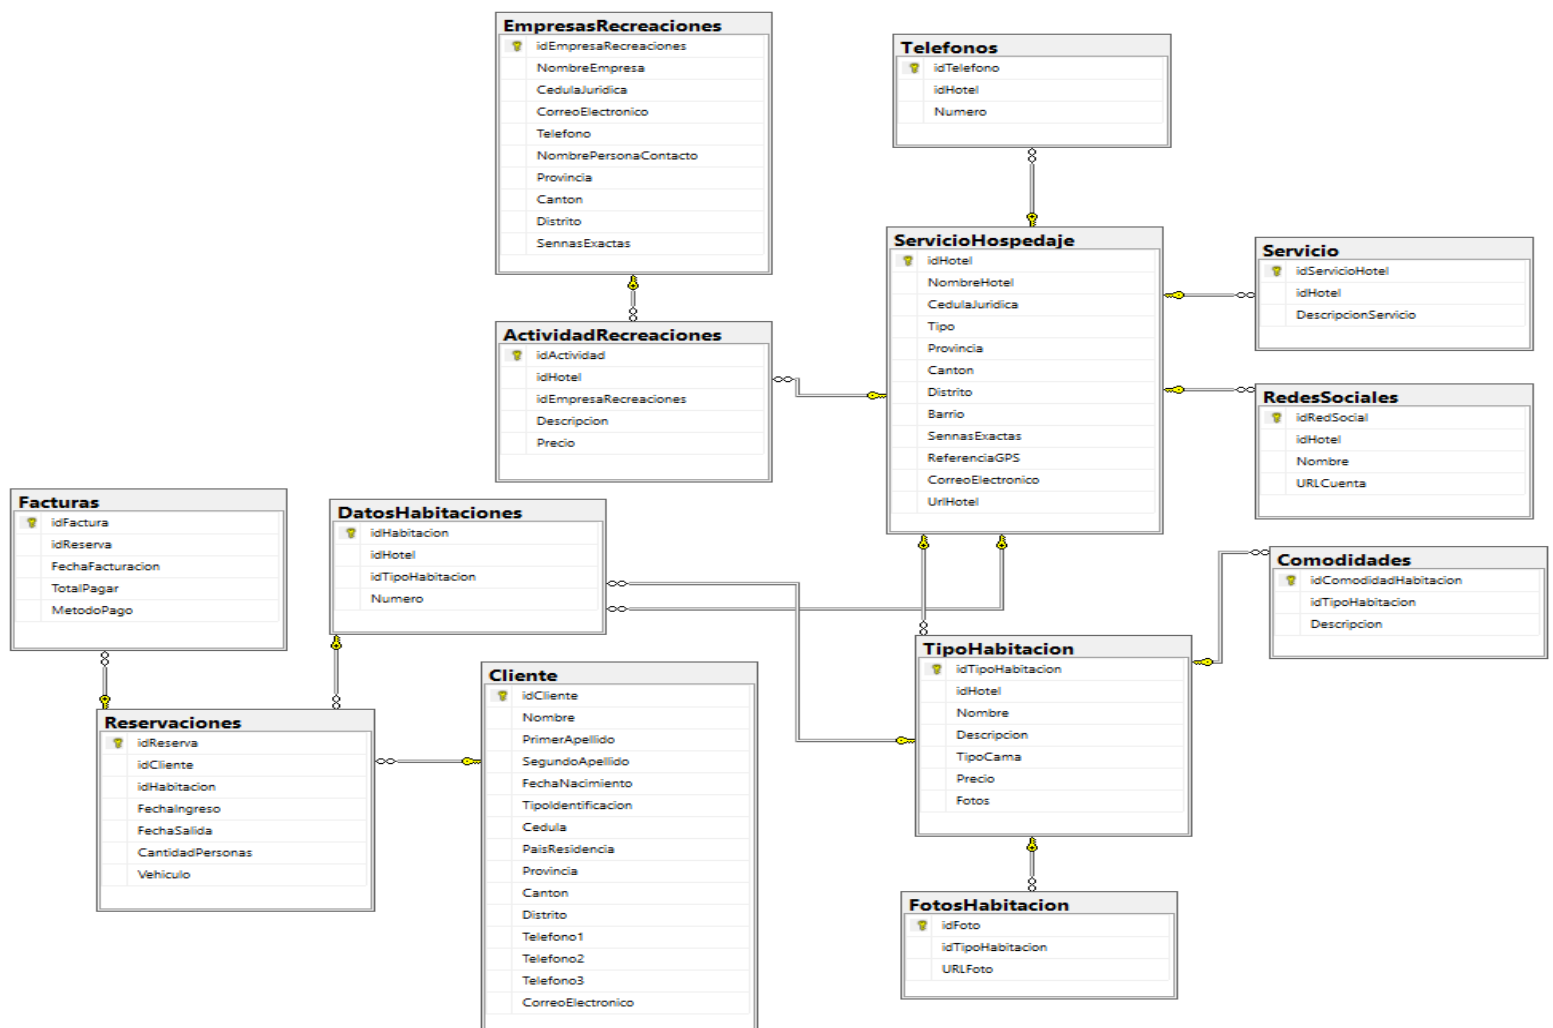 EmpresasRecreaciones
idEmpresaRecreaciones
NombreEmpresa
CedulaJuridica
CorreoElectronico
Telefono
NombrePersonaContacto
Provincia
Canton
Distrito
SennasExactas
Telefonos
idTelefono
idHotel
Numero
ServicioHospedaje
idHotel
NombreHotel
CedulaJuridica
Tipo
Provincia
Canton
Distrito
Barrio
SennasExactas
ReferenciaGPS
CorreoElectronico
UrlHotel
Servicio
idServicioHotel
idHotel
DescripcionServicio
ActividadRecreaciones
idActividad
idHotel
idEmpresaRecreaciones
Descripcion
Precio
RedesSociales
idRedSocial
idHotel
Nombre
URLCuenta
Facturas
idFactura
idReserva
FechaFacturacion
TotalPagar
MetodoPago
DatosHabitaciones
idHabitacion
idHotel
idTipoHabitacion
Numero
Comodidades
idComodidadHabitacion
idTipoHabitacion
Descripcion
TipoHabitacion
idTipoHabitacion
idHotel
Nombre
Descripcion
TipoCama
Precio
Fotos
Cliente
idCliente
Nombre
PrimerApellido
SegundoApellido
FechaNacimiento
TipoIdentificacion
Cedula
PaisResidencia
Provincia
Canton
Distrito
Telefono1
Telefono2
Telefono3
CorreoElectronico
Reservaciones
idReserva
idCliente
idHabitacion
FechaIngreso
FechaSalida
CantidadPersonas
Vehiculo
FotosHabitacion
idFoto
idTipoHabitacion
URLFoto